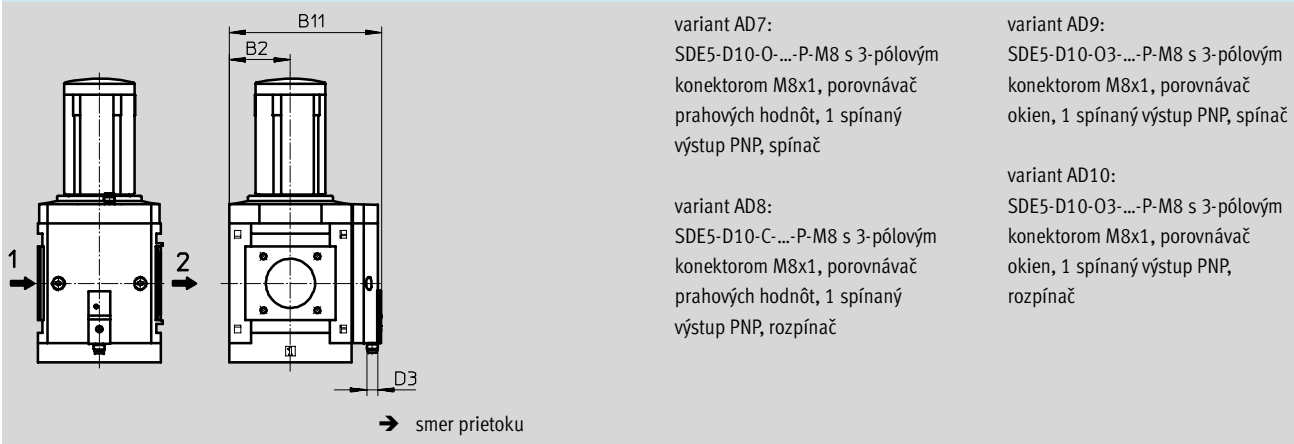 B11
B2
1
2
D3
➔ smer prietoku
variant AD7:
SDE5-D10-O-...-P-M8 s 3-pólovým
konektorom M8x1, porovnávač
prahových hodnôt, 1 spínaný
výstup PNP, spínač
variant AD8:
SDE5-D10-C-...-P-M8 s 3-pólovým
konektorom M8x1, porovnávač
prahových hodnôt, 1 spínaný
výstup PNP, rozpínač
variant AD9:
SDE5-D10-O3-...-P-M8 s 3-pólovým
konektorom M8x1, porovnávač
okien, 1 spínaný výstup PNP, spínač
variant AD10:
SDE5-D10-O3-...-P-M8 s 3-pólovým
konektorom M8x1, porovnávač
okien, 1 spínaný výstup PNP,
rozpínač